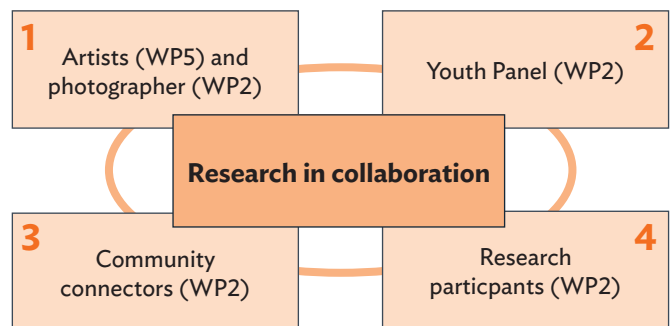 1
Artists (WP5) and
photographer (WP2)
2
Youth Panel (WP2)
Research in collaboration
3
Community
connectors (WP2)
4
Research
particpants (WP2)